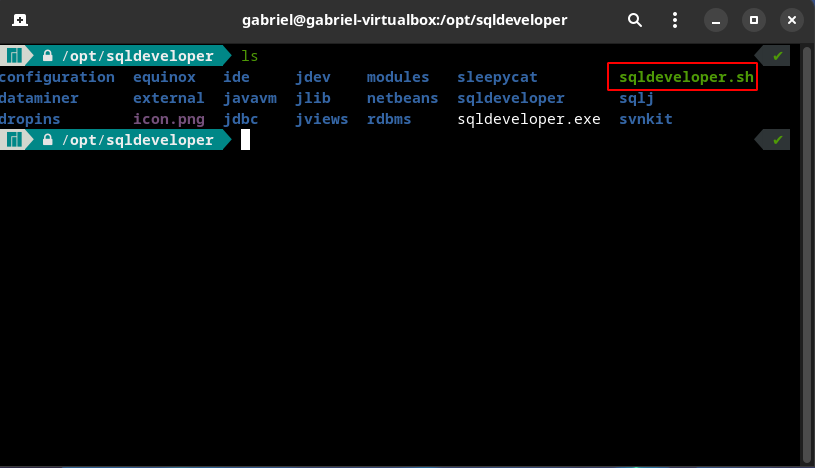 gabriel@gabriel-virtualbox:/opt/sqldeveloper
/opt/sqldeveloper ls ✔
configuration equinox ide jdev modules sleepycat sqldeveloper.sh
dataminer external javavm jlib netbeans sqldeveloper sqlj
dropins icon.png jdbc jviews rdbms sqldeveloper.exe svnkit
/opt/sqldeveloper ✔